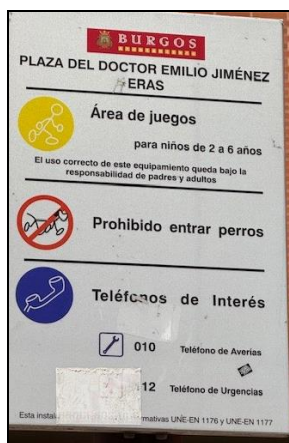 BURGOS
PLAZA DEL DOCTOR EMILIO JIMÉNEZ
ERAS
Área de juegos
para niños de 2 a 6 años
El uso correcto de este equipamiento queda bajo la
responsabilidad de padres y adultos
Prohibido entrar perros
Teléfonos de Interés
010 Teléfono de Averías
12 Teléfono de Urgencias
Esta UNE-EN 1176 y UNE-EN 1177